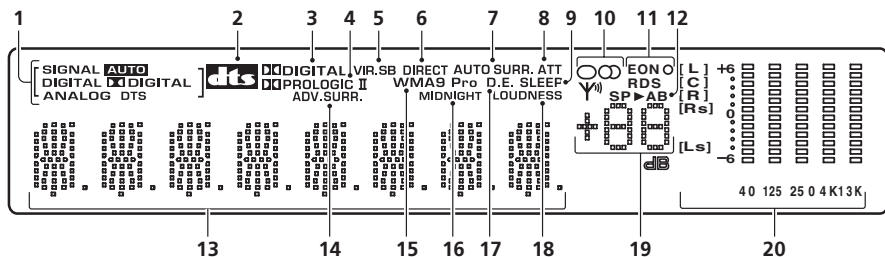 1 2 3 4 5 6 7 8 9 10 11 12
SIGNAL AUTO
DIGITAL DIGITAL
ANALOG DTS
dts
DIGITAL VIR.SB DIRECT AUTO SURR. ATT
PROLOGIC II WMA9 Pro D.E. SLEEP
ADV.SURR. MIDNIGHT LOUDNESS
EON
RDS
SP►AB
dB
[L] +6
[C]
[R] 0
[Rs]
[Ls] -6
40 125 250 4K 13K
13 14 15 16 17 18 19 20